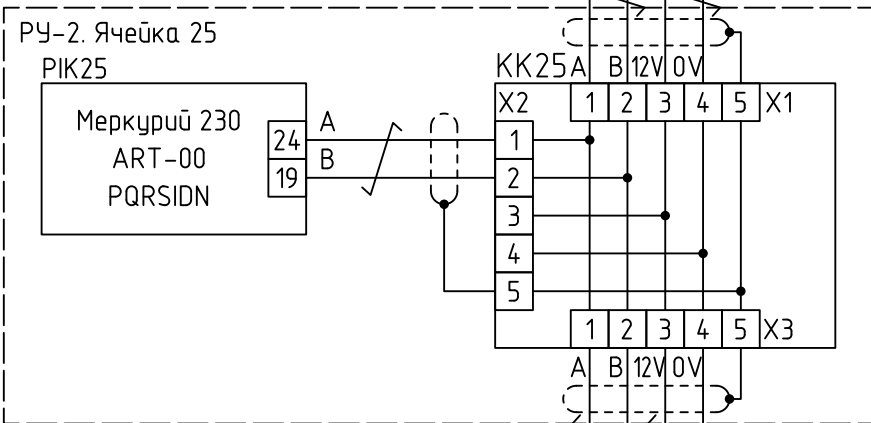 РУ-2. Ячейка 25
PIK25
Меркурий 230
ART-00
PQRSIDN
24 A
19 B
KK25 A B 12V 0V
X2 1 2 3 4 5 X1
1
2
3
4
5
1 2 3 4 5 X3
A B 12V 0V